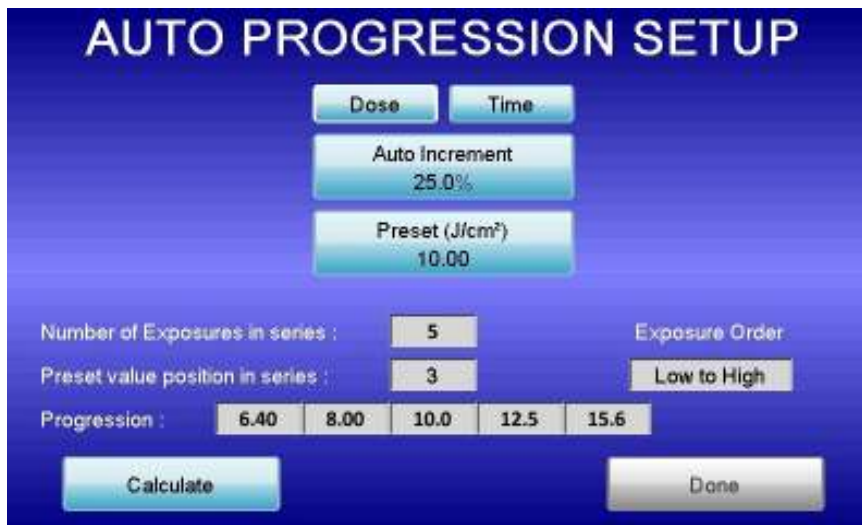 AUTO PROGRESSION SETUP
Dose Time
Auto Increment
25.0%
Preset (J/cm²)
10.00
Number of Exposures in series : 5 Exposure Order
Preset value position in series : 3 Low to High
Progression : 6.40 8.00 10.0 12.5 15.6
Calculate Done